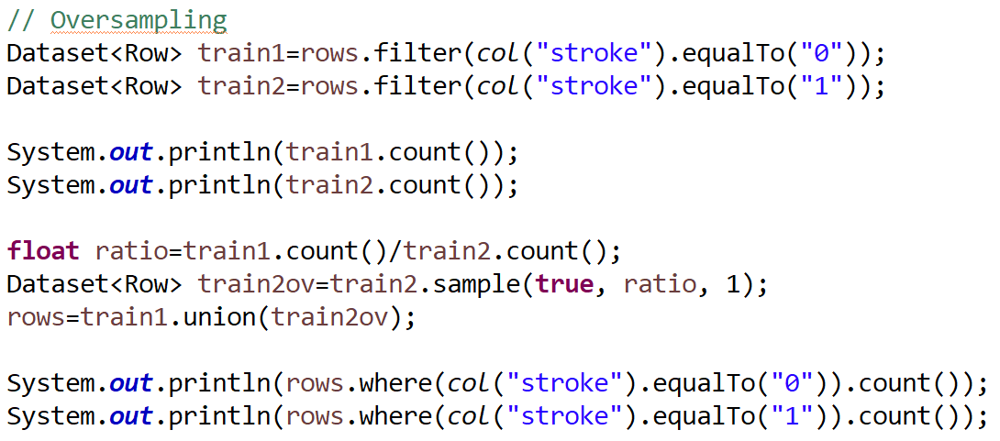 // Oversampling
Dataset<Row> train1=rows.filter(col("stroke").equalTo("0"));
Dataset<Row> train2=rows.filter(col("stroke").equalTo("1"));
System.out.println(train1.count());
System.out.println(train2.count());
float ratio=train1.count()/train2.count();
Dataset<Row> train2ov=train2.sample(true, ratio, 1);
rows=train1.union(train2ov);
System.out.println(rows.where(col("stroke").equalTo("0")).count());
System.out.println(rows.where(col("stroke").equalTo("1")).count());